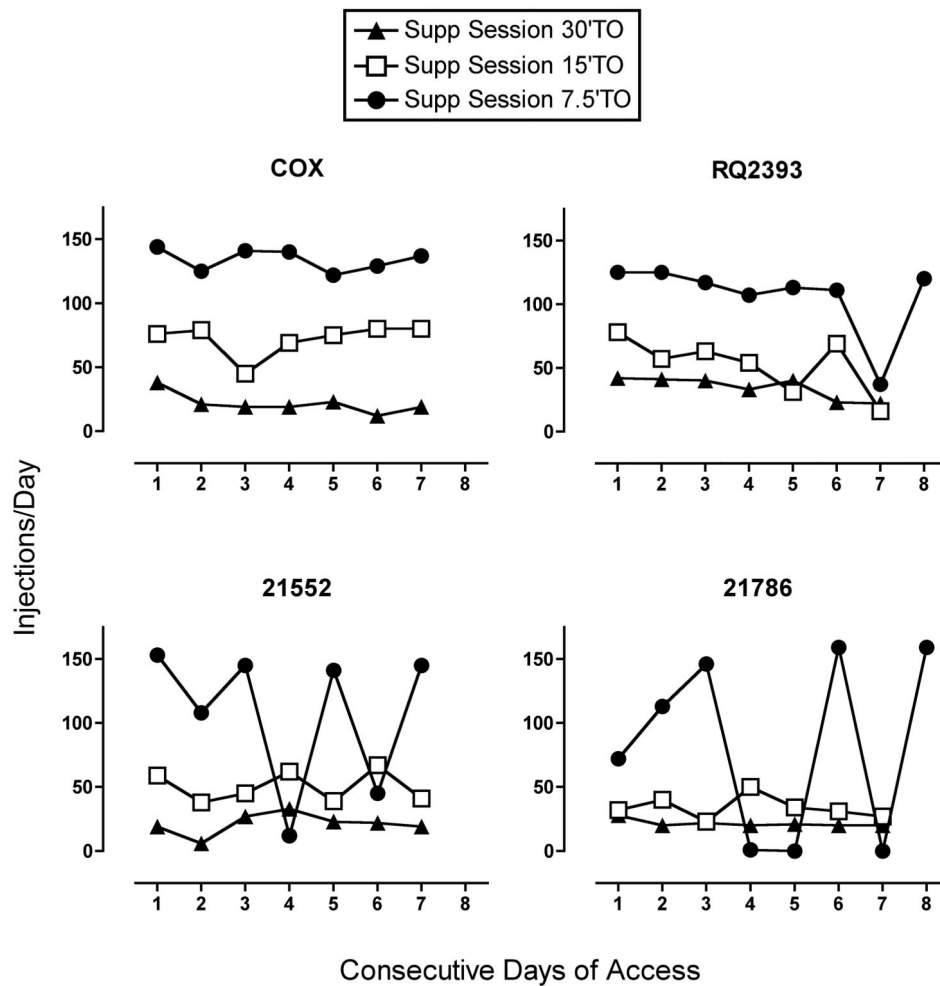 Supp Session 30'TO
Supp Session 15'TO
Supp Session 7.5'TO
COX
150
100
50
0
1 2 3 4 5 6 7 8
RQ2393
150
100
50
0
1 2 3 4 5 6 7 8
Injections/Day
21552
150
100
50
0
1 2 3 4 5 6 7 8
21786
150
100
50
0
1 2 3 4 5 6 7 8
Consecutive Days of Access